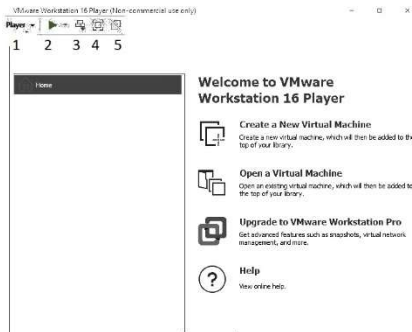 VMware Workstation 16 Player (Non-commercial use only)
Player
1 2 3 4 5
Home
Welcome to VMware
Workstation 16 Player
Create a New Virtual Machine
Create a new virtual machine, which will then be added to the
top of your library.
Open a Virtual Machine
Open an existing virtual machine, which will then be added to
the top of your library.
Upgrade to VMware Workstation Pro
Get advanced features such as snapshots, virtual network
management, and more.
Help
View online help.